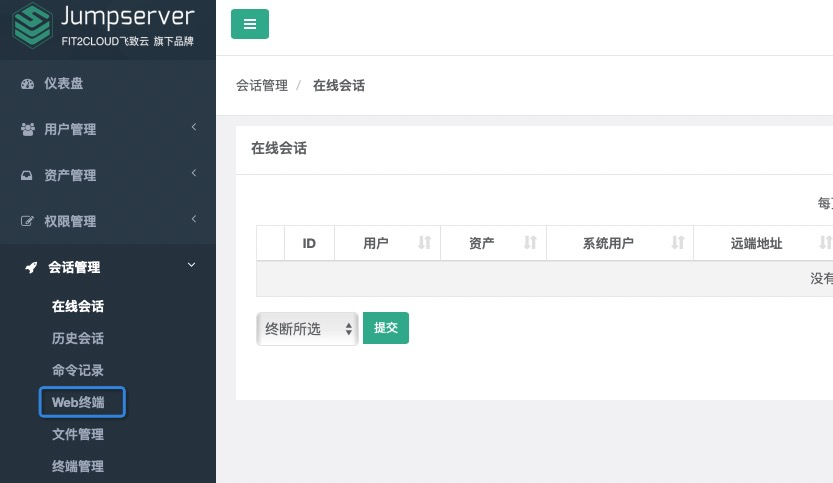 Jumpserver
FIT2CLOUD飞致云 旗下品牌
仪表盘
用户管理
资产管理
权限管理
会话管理
在线会话
历史会话
命令记录
Web终端
文件管理
终端管理
会话管理 / 在线会话
在线会话
每
ID 用户 资产 系统用户 远端地址
没有
终断所选 提交